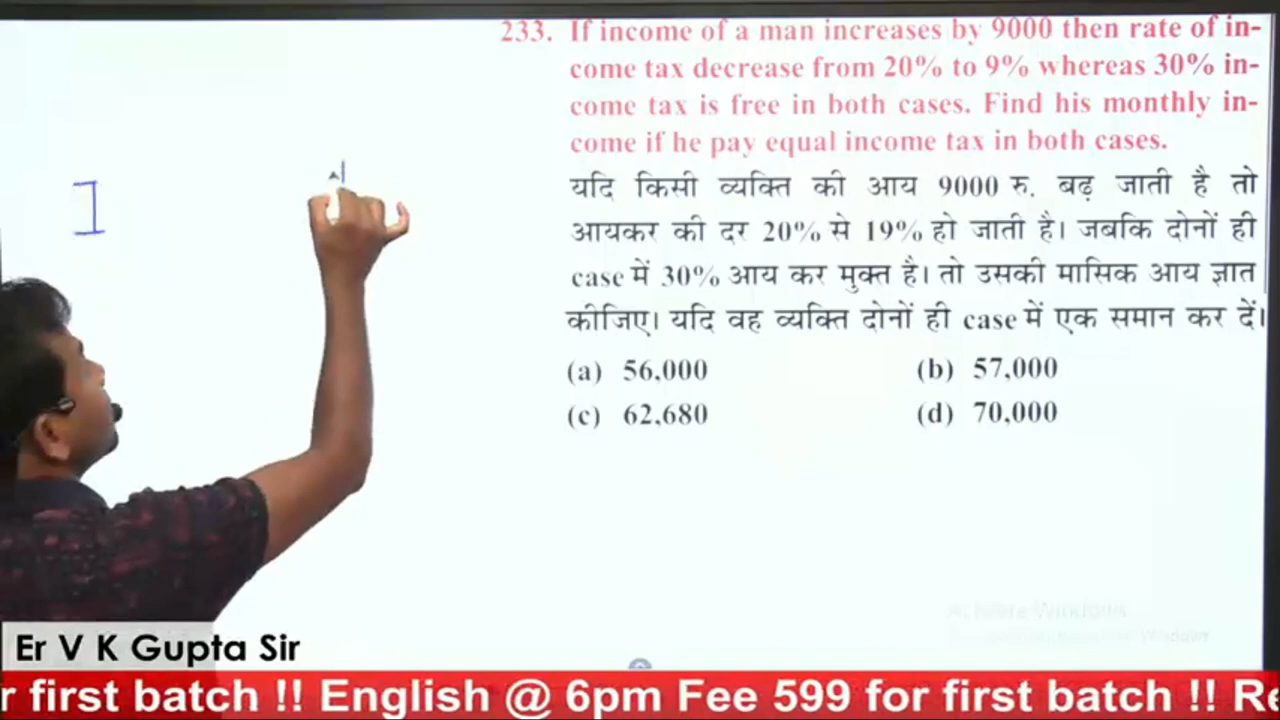 233. If income of a man increases by 9000 then rate of in-
come tax decrease from 20% to 9% whereas 30% in-
come tax is free in both cases. Find his monthly in-
come if he pay equal income tax in both cases.
यदि किसी व्यक्ति की आय 9000 रु. बढ़ जाती है तो
आयकर की दर 20% से 19% हो जाती है। जबकि दोनों ही
case में 30% आय कर मुक्त है। तो उसकी मासिक आय ज्ञात
कीजिए। यदि वह व्यक्ति दोनों ही case में एक समान कर दें।
(a) 56,000 (b) 57,000
(c) 62,680 (d) 70,000
I
Activate Windows
Er V K Gupta Sir
r first batch !! English @ 6pm Fee 599 for first batch !! Re